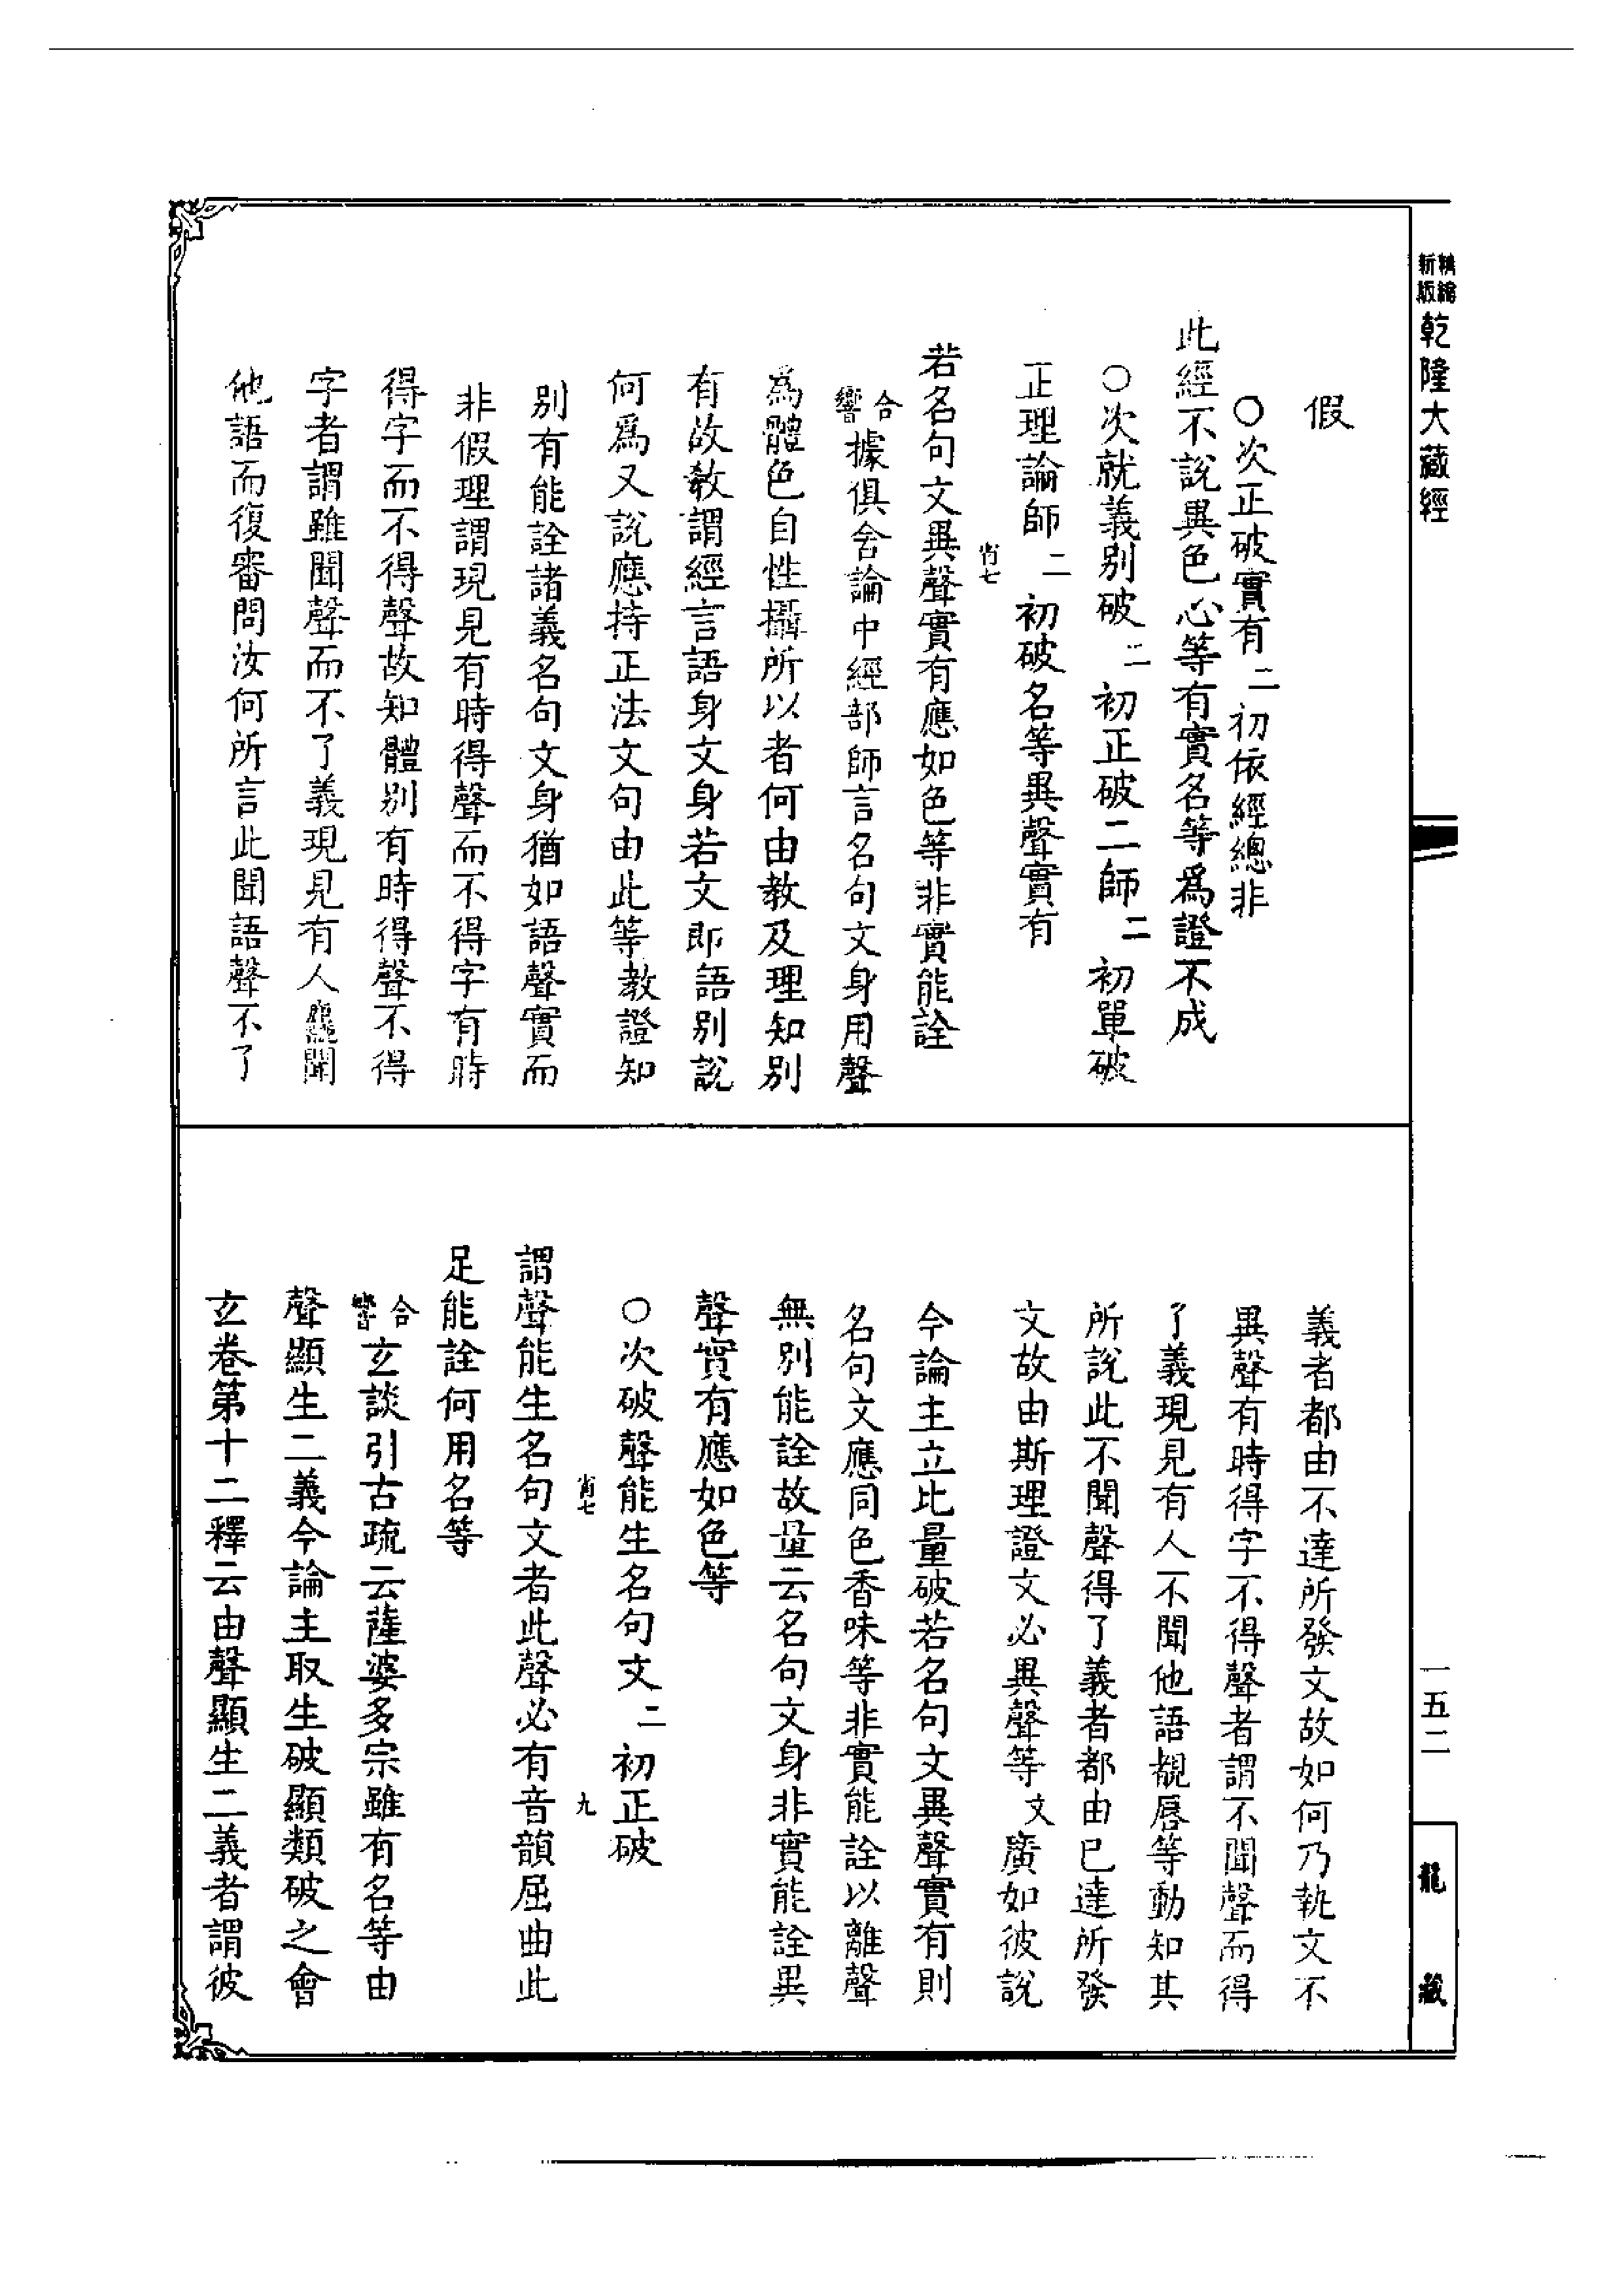 精縮
新版
乾隆大藏經
一五二
龍藏
假
○次正破實有二初依經總非
此經不說異色心等有實名等爲證不成
○次就義別破二初正破二師二初單破
正理論師二初破名等異聲實有
肯七
若名句文異聲實有應如色等非實能詮
合響據俱舍論中經部師言名句文身用聲
為體色自性攝所以者何由教及理知別
有故教謂經言語身文身若文即語別說
何爲又說應持正法文句由此等教證知
別有能詮諸義名句文身猶如語聲實而
非假理謂現見有時得聲而不得字有時
得字而不得聲故知體別有時得聲不得
字者謂雖聞聲而不了義現見有人麤聞
他語而復審問汝何所言此聞語聲不了
義者都由不達所發文故如何乃執文不
異聲有時得字不得聲者謂不聞聲而得
了義現見有人不聞他語覩唇等動知其
所說此不聞聲得了義者都由已達所發
文故由斯理證文必異聲等文廣如彼說
今論主立比量破若名句文異聲實有則
名句文應同色香味等非實能詮以離聲
無別能詮故量云名句文身非實能詮異
聲實有應如色等
○次破聲能生名句文二初正破
肯七
九
謂聲能生名句文者此聲必有音韻屈曲此
足能詮何用名等
合響玄談引古疏云薩婆多宗雖有名等由
聲顯生二義今論主取生破顯類破之會
玄卷第十二釋云由聲顯生二義者謂彼